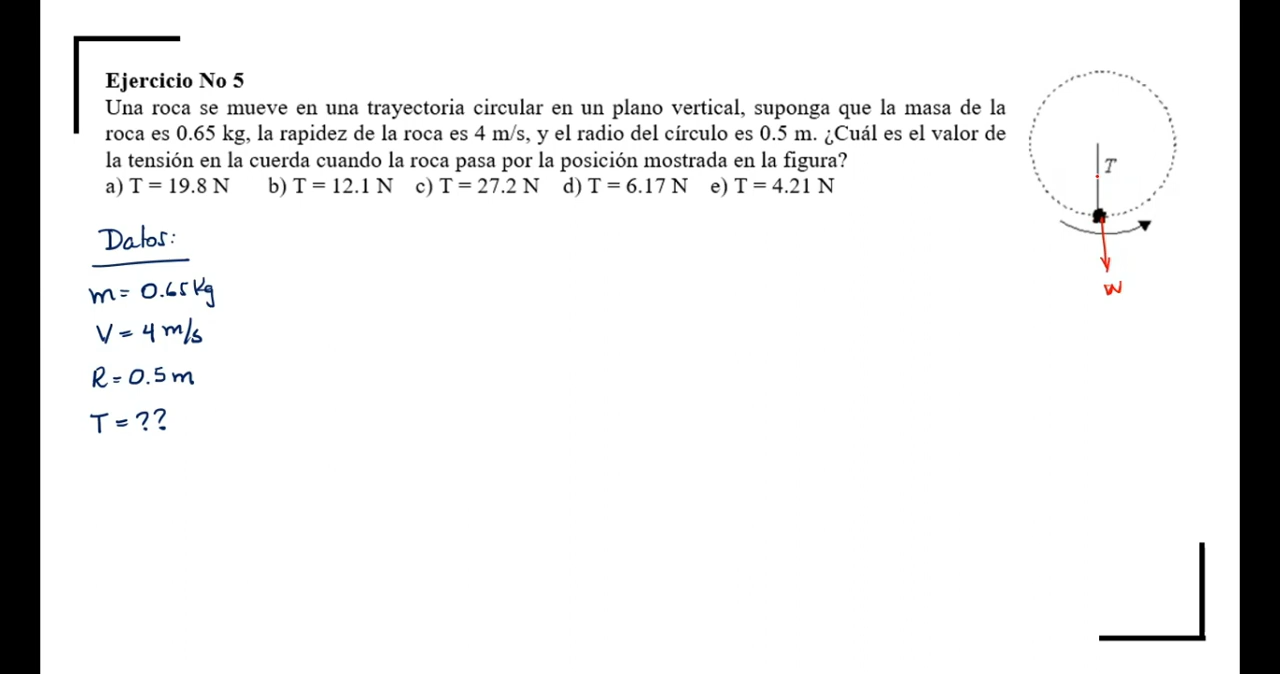 Ejercicio No 5
Una roca se mueve en una trayectoria circular en un plano vertical, suponga que la masa de la
roca es 0.65 kg, la rapidez de la roca es 4 m/s, y el radio del círculo es 0.5 m. ¿Cuál es el valor de
la tensión en la cuerda cuando la roca pasa por la posición mostrada en la figura?
a) T = 19.8 N b) T = 12.1 N c) T = 27.2 N d) T = 6.17 N e) T = 4.21 N
T
W
Datos:
m = 0.65 Kg
V = 4 m/s
R = 0.5 m
T = ??